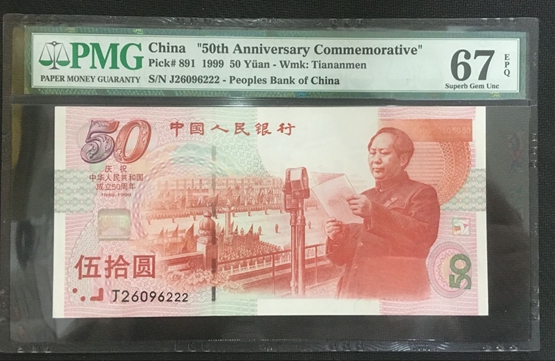 PMG
PAPER MONEY GUARANTY
China "50th Anniversary Commemorative"
Pick# 891 1999 50 Yüan - Wmk: Tiananmen
S/N J26096222 - Peoples Bank of China
67
EPQ
Superb Gem Unc
50
中国人民银行
庆祝
中华人民共和国
成立50周年
1949-1999
伍拾圆
J26096222
50